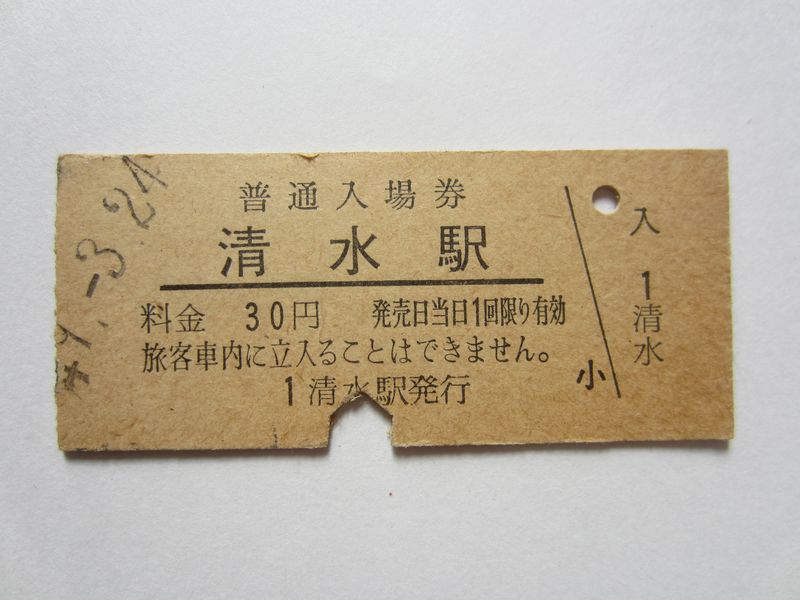 普通入場券
清水駅
料金 30円 発売日当日1回限り有効
旅客車内に立入ることはできません。
1 清水駅発行
小
入
1
清水
49.-3.24